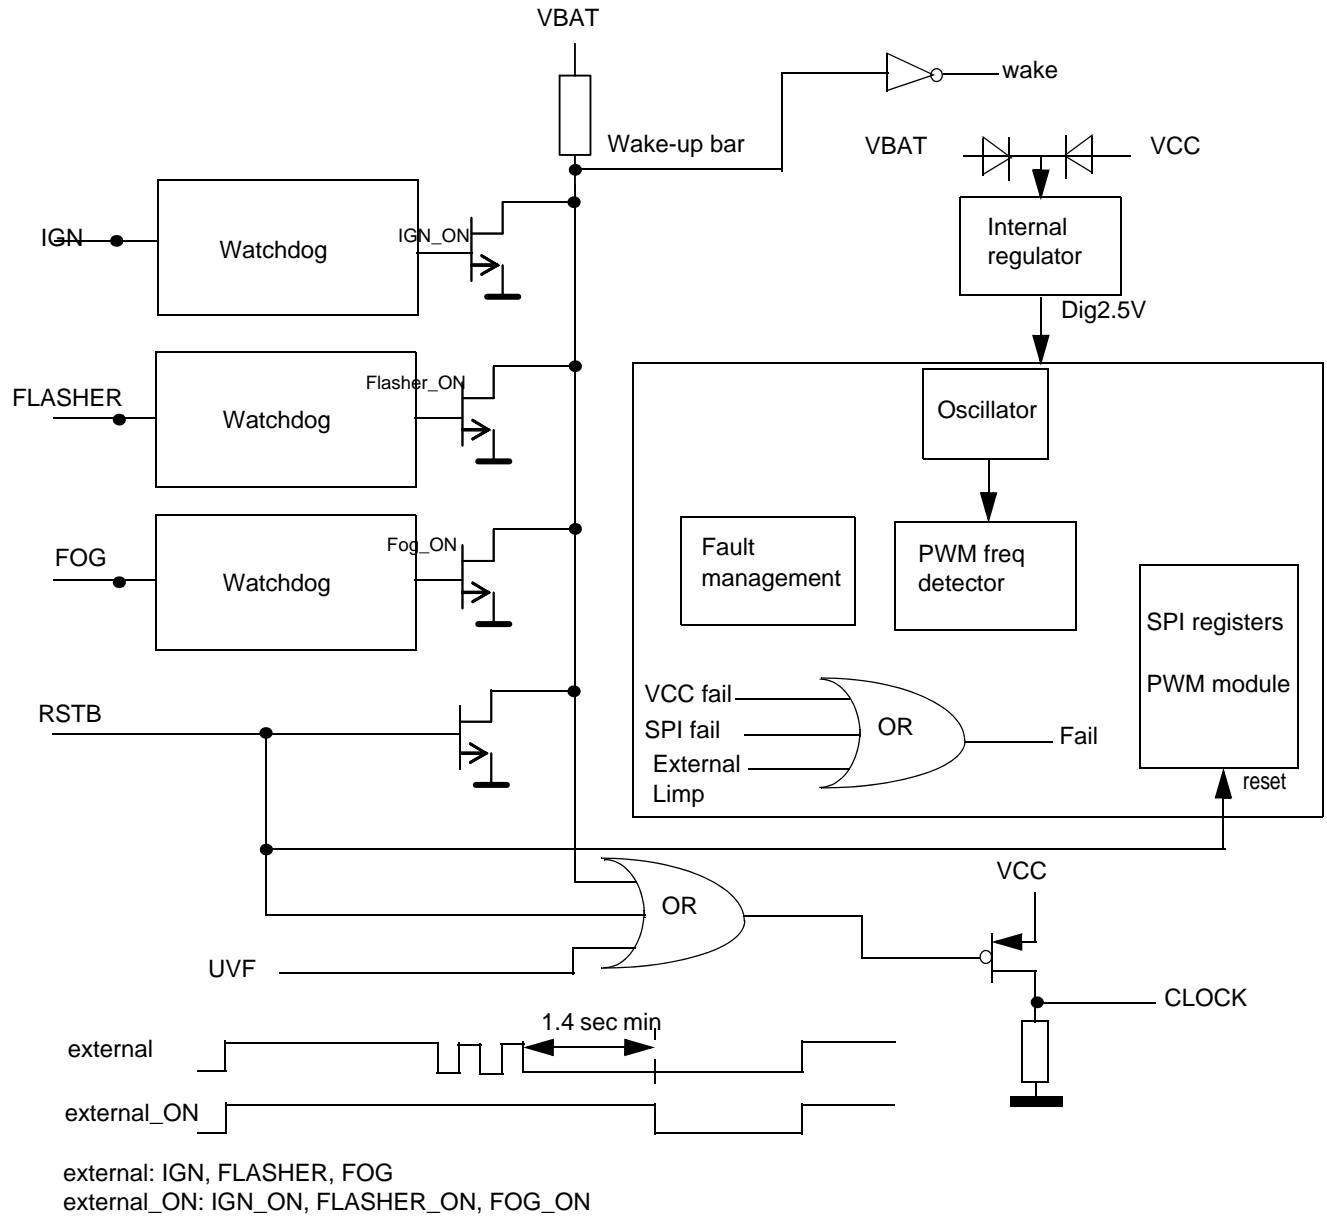 VBAT
wake
Wake-up bar
VBAT
VCC
IGN
Watchdog
IGN_ON
Internal
regulator
Dig2.5V
FLASHER
Watchdog
Flasher_ON
Oscillator
FOG
Watchdog
Fog_ON
Fault
management
PWM freq
detector
SPI registers
PWM module
RSTB
VCC fail
SPI fail
External
Limp
OR
Fail
reset
VCC
OR
UVF
CLOCK
1.4 sec min
external
external_ON
external: IGN, FLASHER, FOG
external_ON: IGN_ON, FLASHER_ON, FOG_ON